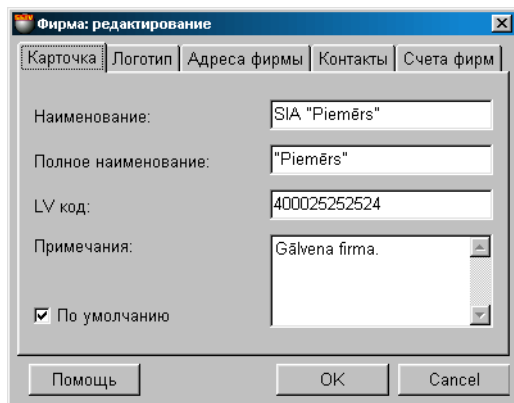 Фирма: редактирование
Карточка Логотип Адреса фирмы Контакты Счета фирм
Наименование: SIA "Piemērs"
Полное наименование: "Piemērs"
LV код: 400025252524
Примечания: Gālvena firma.
По умолчанию
Помощь OK Cancel